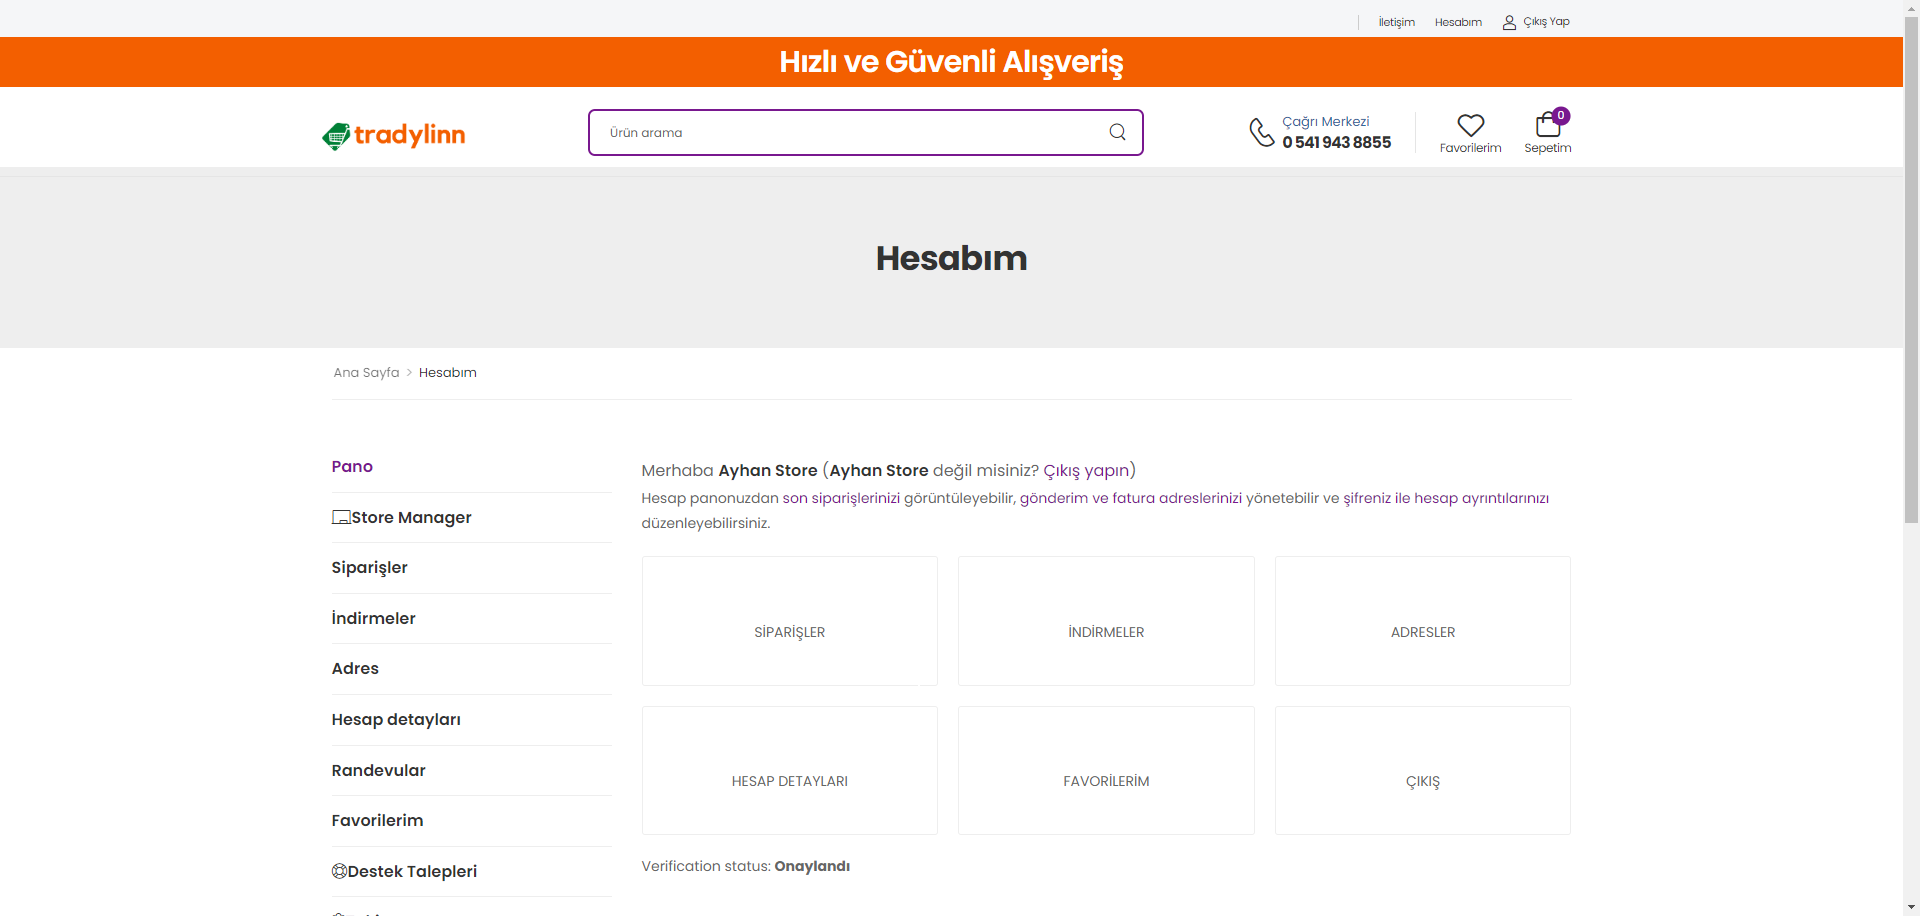 İletişim Hesabım Çıkış Yap
Hızlı ve Güvenli Alışveriş
tradylinn
Ürün arama
Çağrı Merkezi
0 541 943 8855
Favorilerim
0
Sepetim
Hesabım
Ana Sayfa > Hesabım
Pano
Store Manager
Siparişler
İndirmeler
Adres
Hesap detayları
Randevular
Favorilerim
Destek Talepleri
Merhaba Ayhan Store (Ayhan Store değil misiniz? Çıkış yapın)
Hesap panonuzdan son siparişlerinizi görüntüleyebilir, gönderim ve fatura adreslerinizi yönetebilir ve şifreniz ile hesap ayrıntılarınızı
düzenleyebilirsiniz.
SİPARİŞLER
İNDİRMELER
ADRESLER
HESAP DETAYLARI
FAVORİLERİM
ÇIKIŞ
Verification status: Onaylandı